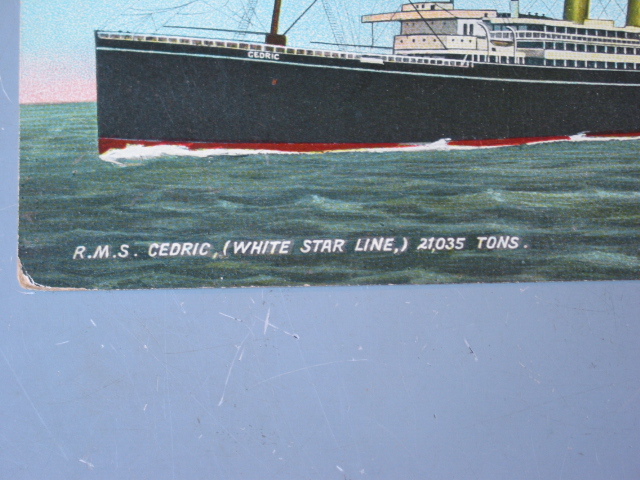 CEDRIC
R.M.S. CEDRIC, (WHITE STAR LINE,) 21,035 TONS.